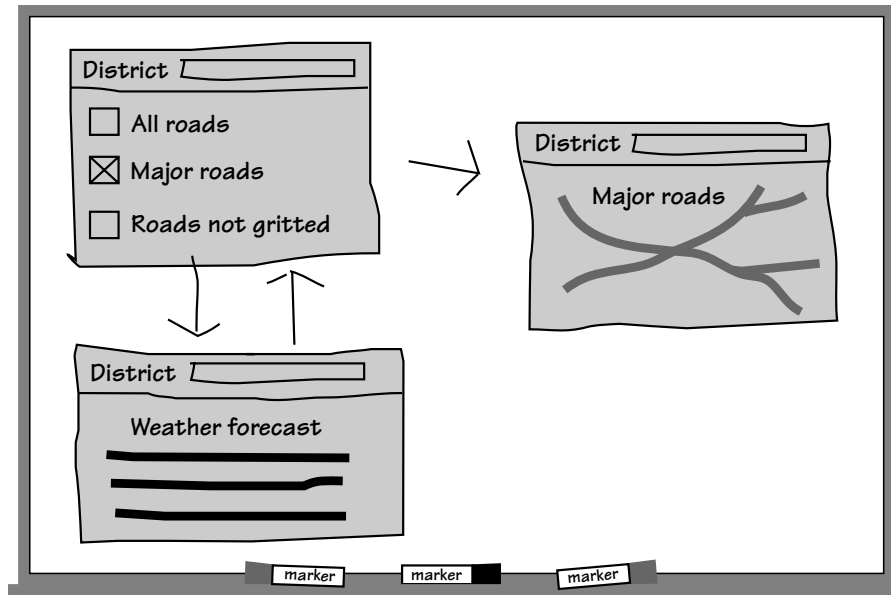 District
All roads
Major roads
Roads not gritted
District
Major roads
District
Weather forecast
marker
marker
marker